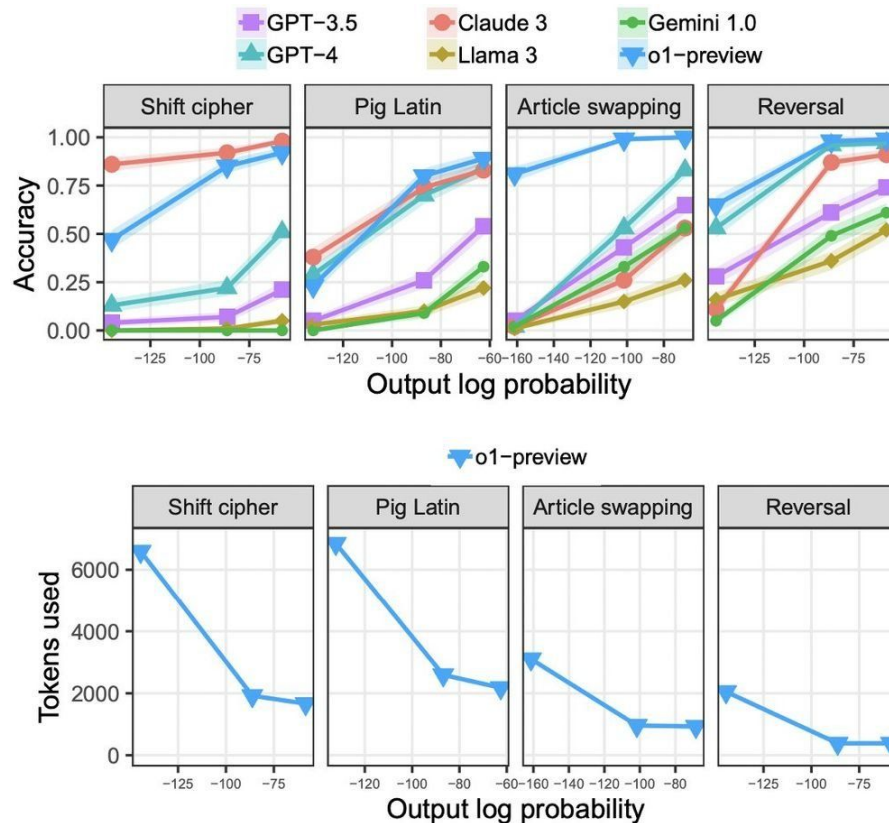 GPT−3.5 Claude 3 Gemini 1.0
GPT−4 Llama 3 o1−preview
Shift cipher Pig Latin Article swapping Reversal
1.00
0.75
0.50
0.25
0.00
Accuracy
−125 −100 −75 −120 −100 −80 −60 −160 −140 −120 −100 −80 −125 −100 −75
Output log probability
o1−preview
Shift cipher Pig Latin Article swapping Reversal
6000
4000
2000
0
Tokens used
−125 −100 −75 −120 −100 −80 −60 −160 −140 −120 −100 −80 −125 −100 −75
Output log probability